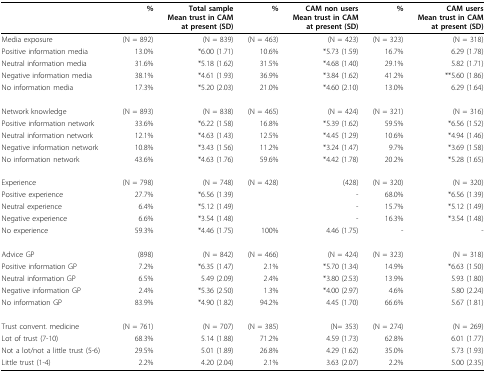 % Total sample Mean trust in CAM at present (SD) % CAM non users Mean trust in CAM at present (SD) % CAM users Mean trust in CAM at present (SD)
Media exposure (N = 892) (N = 839) (N = 463) (N = 423) (N = 323) (N = 318)
Positive information media 13.0% *6.00 (1.71) 10.6% *5.73 (1.59) 16.7% 6.29 (1.78)
Neutral information media 31.6% *5.18 (1.62) 31.5% *4.68 (1.40) 29.1% 5.82 (1.71)
Negative information media 38.1% *4.61 (1.93) 36.9% *3.84 (1.62) 41.2% **5.60 (1.86)
No information media 17.3% *5.20 (2.03) 21.0% *4.60 (2.10) 13.0% 6.29 (1.64)
Network knowledge (N = 893) (N = 838) (N = 465) (N = 424) (N = 321) (N = 316)
Positive information network 33.6% *6.22 (1.58) 16.8% *5.39 (1.62) 59.5% *6.56 (1.52)
Neutral information network 12.1% *4.63 (1.43) 12.5% *4.45 (1.29) 10.6% *4.94 (1.46)
Negative information network 10.8% *3.43 (1.56) 11.2% *3.24 (1.47) 9.7% *3.69 (1.58)
No information network 43.6% *4.63 (1.76) 59.6% *4.42 (1.78) 20.2% *5.28 (1.65)
Experience (N = 798) (N = 748) (N = 428) (428) (N = 320) (N = 320)
Positive experience 27.7% *6.56 (1.39) - 68.0% *6.56 (1.39)
Neutral experience 6.4% *5.12 (1.49) - 15.7% *5.12 (1.49)
Negative experience 6.6% *3.54 (1.48) - 16.3% *3.54 (1.48)
No experience 59.3% *4.46 (1.75) 100% 4.46 (1.75) - -
Advice GP (898) (N = 842) (N = 466) (N = 424) (N = 323) (N = 318)
Positive information GP 7.2% *6.35 (1.47) 2.1% *5.70 (1.34) 14.9% *6.63 (1.50)
Neutral information GP 6.5% 5.49 (2.09) 2.4% *3.80 (2.53) 13.9% 5.93 (1.80)
Negative information GP 2.4% *5.36 (2.50) 1.3% *4.00 (2.97) 4.6% 5.80 (2.24)
No information GP 83.9% *4.90 (1.82) 94.2% 4.45 (1.70) 66.6% 5.67 (1.81)
Trust convent. medicine (N = 761) (N = 707) (N = 385) (N= 353) (N = 274) (N = 269)
Lot of trust (7-10) 68.3% 5.14 (1.88) 71.2% 4.59 (1.73) 62.8% 6.01 (1.77)
Not a lot/not a little trust (5-6) 29.5% 5.01 (1.89) 26.8% 4.29 (1.62) 35.0% 5.73 (1.93)
Little trust (1-4) 2.2% 4.20 (2.04) 2.1% 3.63 (2.07) 2.2% 5.00 (2.35)